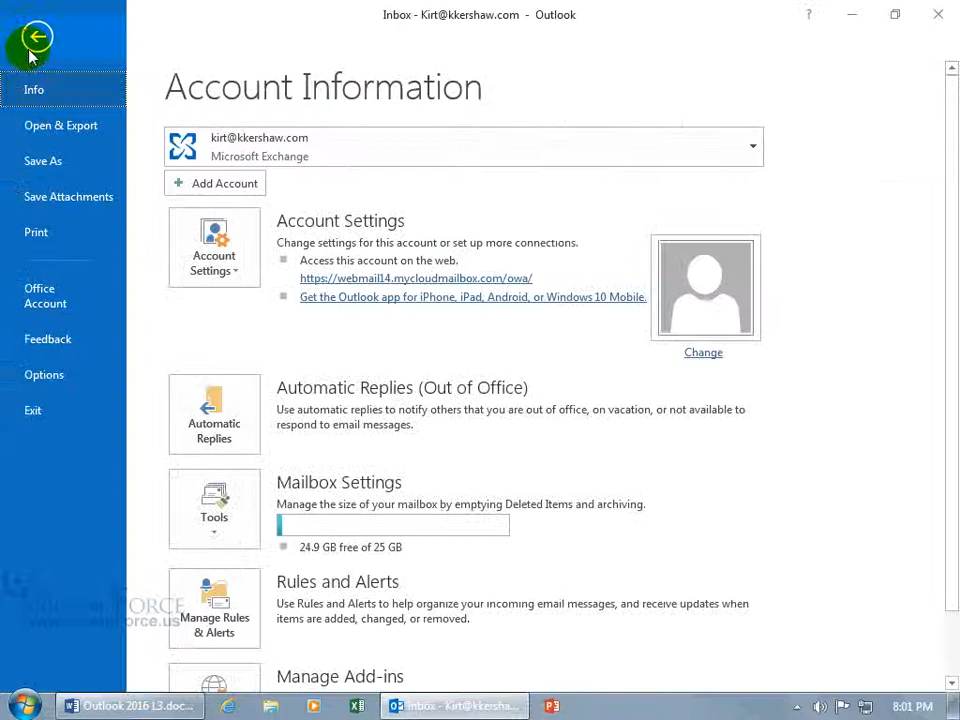 Inbox - Kirt@kkershaw.com - Outlook
?
Info
Open & Export
Save As
Save Attachments
Print
Office
Account
Feedback
Options
Exit
Account Information
kirt@kkershaw.com
Microsoft Exchange
+ Add Account
Account
Settings
Account Settings
Change settings for this account or set up more connections.
Access this account on the web.
https://webmail14.mycloudmailbox.com/owa/
Get the Outlook app for iPhone, iPad, Android, or Windows 10 Mobile.
Change
Automatic
Replies
Automatic Replies (Out of Office)
Use automatic replies to notify others that you are out of office, on vacation, or not available to
respond to email messages.
Tools
Mailbox Settings
Manage the size of your mailbox by emptying Deleted Items and archiving.
24.9 GB free of 25 GB
Manage Rules
& Alerts
Rules and Alerts
Use Rules and Alerts to help organize your incoming email messages, and receive updates when
items are added, changed, or removed.
Manage Add-ins
Outlook 2016 L3.doc...
Inbox - Kirt@kkersha...
8:01 PM